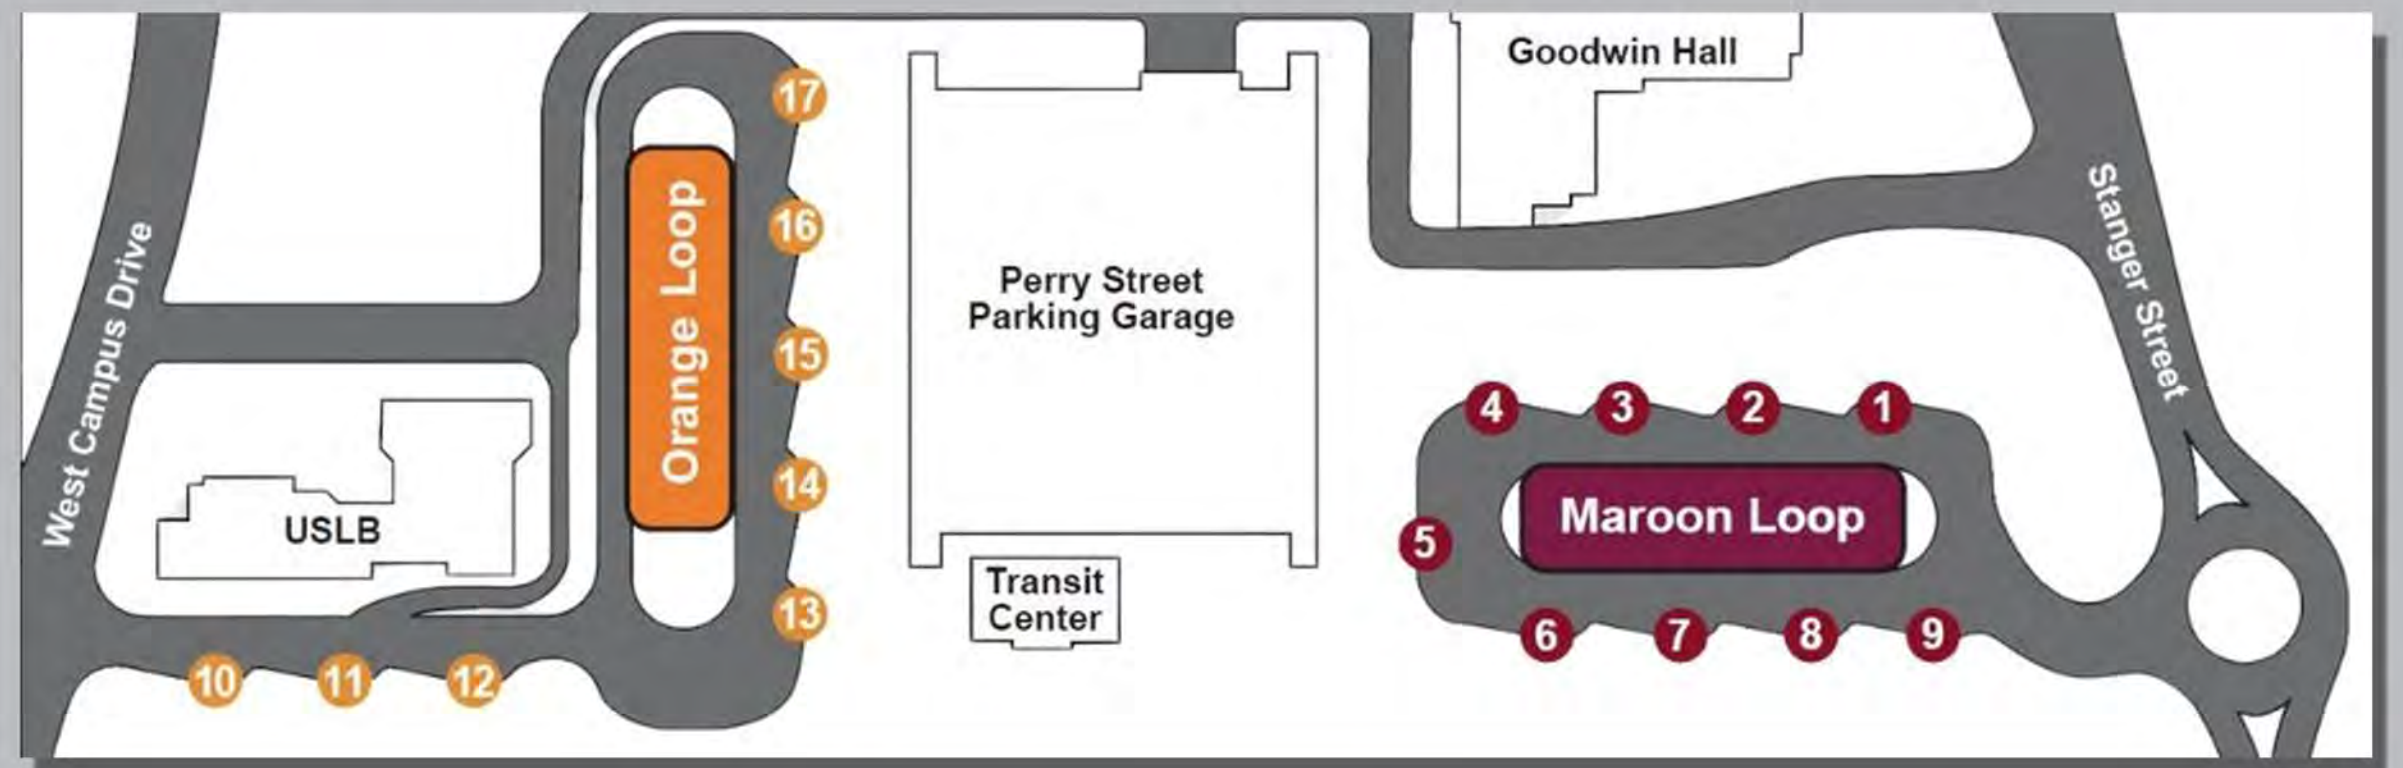 Goodwin Hall
17
16
15
14
13
Orange Loop
West Campus Drive
USLB
10
11
12
Perry Street
Parking Garage
Transit
Center
Stanger Street
4
3
2
1
5
Maroon Loop
6
7
8
9